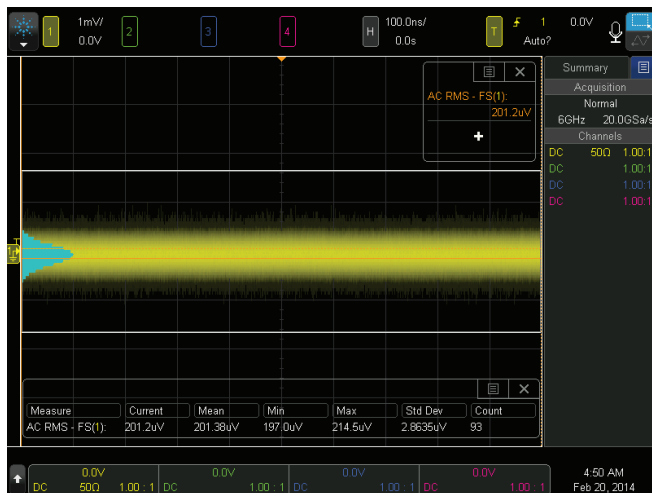 1 1mV/ 0.0V
2
3
4
H 100.0ns/ 0.0s
T 1 0.0V Auto?
Summary
Acquisition
Normal
6GHz 20.0GSa/s
Channels
DC 50Ω 1.00:1
DC 1.00:1
DC 1.00:1
DC 1.00:1
AC RMS - FS(1):
201.2uV
T
1
Measure Current Mean Min Max Std Dev Count
AC RMS - FS(1): 201.2uV 201.38uV 197.0uV 214.5uV 2.8635uV 93
0.0V 0.0V 0.0V 0.0V
DC 50Ω 1.00 : 1 DC 1.00 : 1 DC 1.00 : 1 DC 1.00 : 1
4:50 AM
Feb 20, 2014